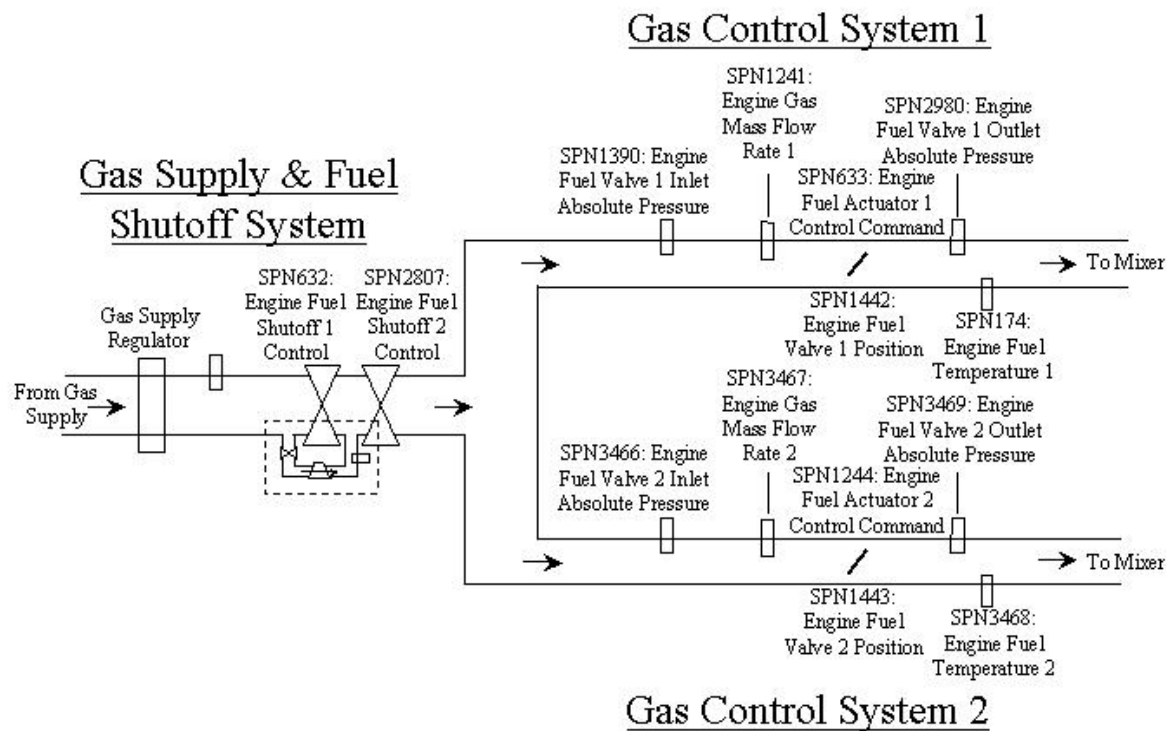 Gas Control System 1
SPN1241:
Engine Gas
Mass Flow
Rate 1
SPN2980: Engine
Fuel Valve 1 Outlet
Absolute Pressure
SPN1390: Engine
Fuel Valve 1 Inlet
Absolute Pressure
SPN633: Engine
Fuel Actuator 1
Control Command
Gas Supply & Fuel
Shutoff System
To Mixer
SPN632:
Engine Fuel
Shutoff 1
Control
SPN2807:
Engine Fuel
Shutoff 2
Control
Gas Supply
Regulator
From Gas
Supply
SPN1442:
Engine Fuel
Valve 1 Position
SPN174:
Engine Fuel
Temperature 1
SPN3467:
Engine Gas
Mass Flow
Rate 2
SPN3469: Engine
Fuel Valve 2 Outlet
Absolute Pressure
SPN3466: Engine
Fuel Valve 2 Inlet
Absolute Pressure
SPN1244: Engine
Fuel Actuator 2
Control Command
To Mixer
SPN1443:
Engine Fuel
Valve 2 Position
SPN3468:
Engine Fuel
Temperature 2
Gas Control System 2